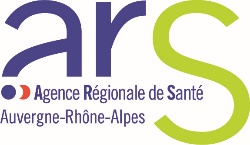 ars
Agence Régionale de Santé
Auvergne-Rhône-Alpes